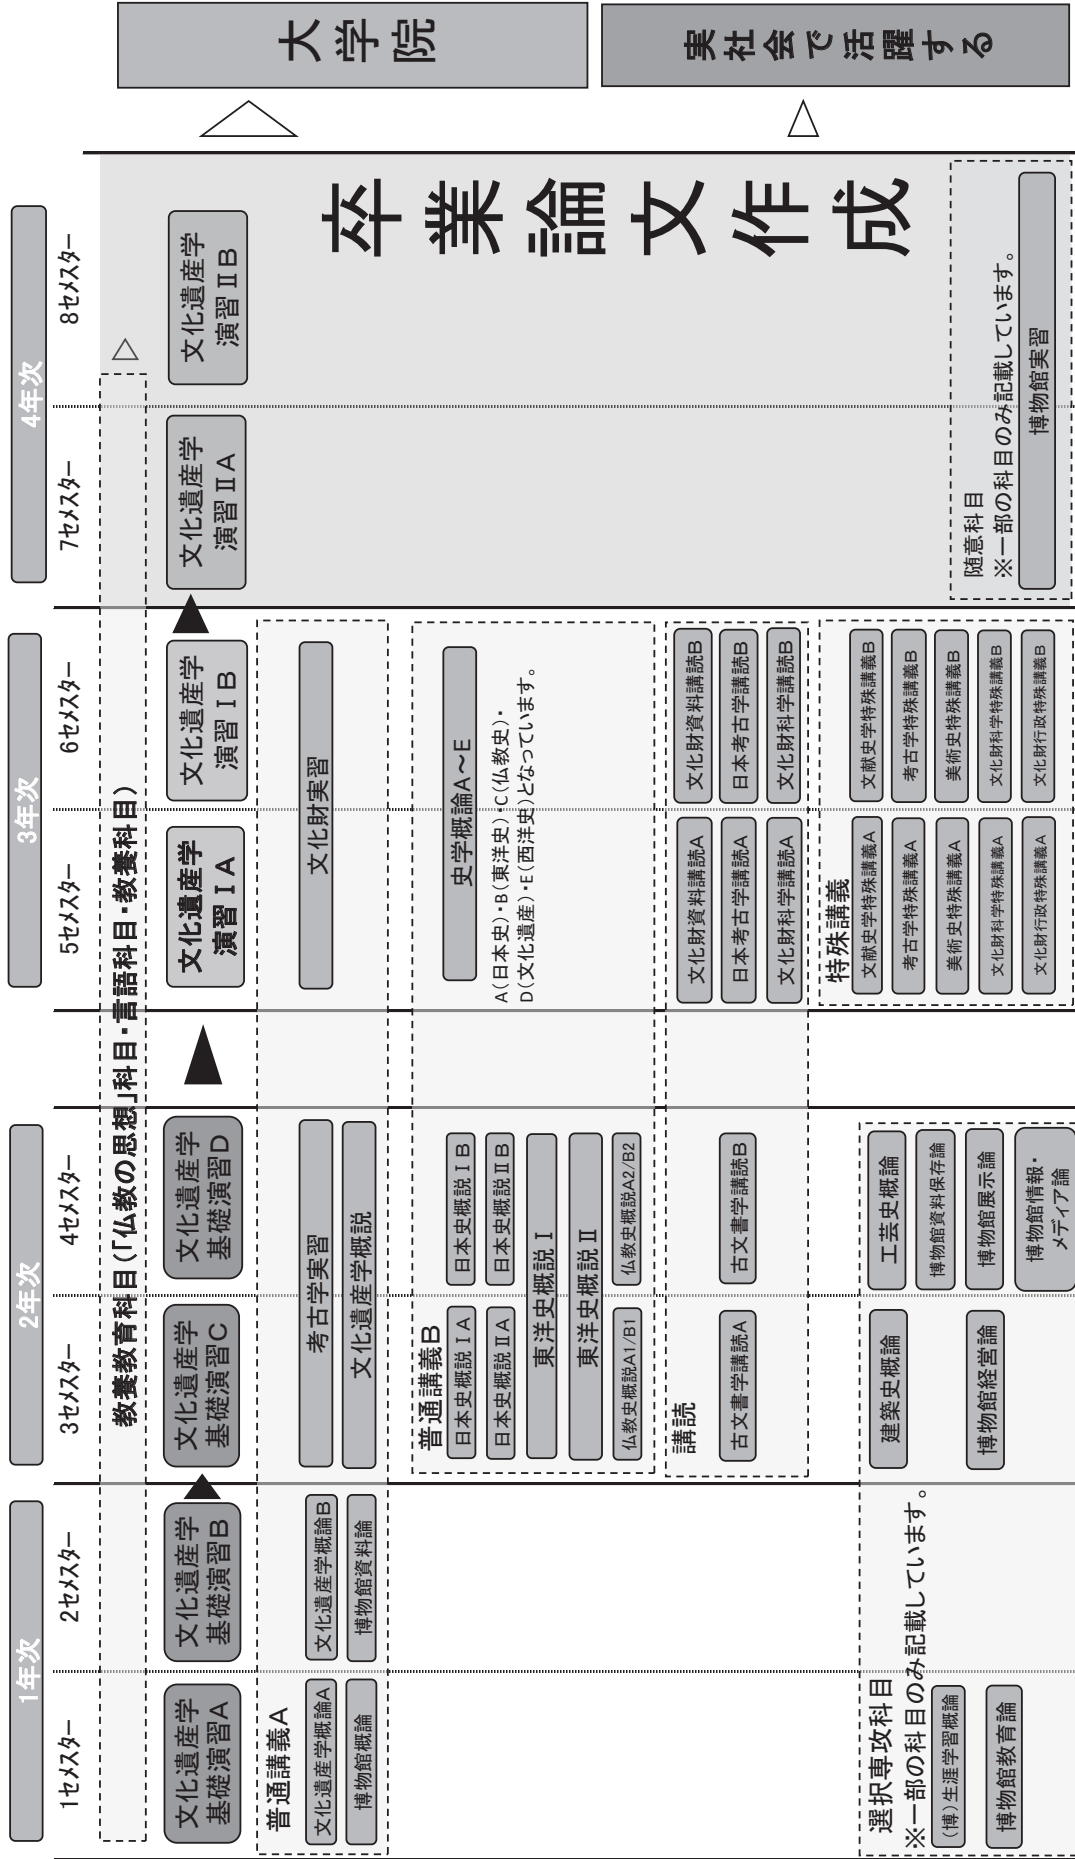 1年次
2年次
3年次
4年次
1セメスター
2セメスター
3セメスター
4セメスター
5セメスター
6セメスター
7セメスター
8セメスター
教養教育科目（「仏教の思想」科目・言語科目・教養科目）
文化遺産学
基礎演習A
文化遺産学
基礎演習B
文化遺産学
基礎演習C
文化遺産学
基礎演習D
文化遺産学
演習ⅠA
文化遺産学
演習ⅠB
文化遺産学
演習ⅡA
文化遺産学
演習ⅡB
普通講義A
文化遺産学概論A
文化遺産学概論B
博物館概論
博物館資料論
考古学実習
文化遺産学概説
文化財実習
普通講義B
日本史概説ⅠA
日本史概説ⅠB
日本史概説ⅡA
日本史概説ⅡB
東洋史概説Ⅰ
東洋史概説Ⅱ
仏教史概説A1/B1
仏教史概説A2/B2
史学概論A～E
A（日本史）・B（東洋史）・C（仏教史）・
D（文化遺産）・E（西洋史）となっています。
講読
古文書学講読A
古文書学講読B
文化財資料講読A
文化財資料講読B
日本考古学講読A
日本考古学講読B
文化財科学講読A
文化財科学講読B
特殊講義
文献史学特殊講義A
文献史学特殊講義B
考古学特殊講義A
考古学特殊講義B
美術史特殊講義A
美術史特殊講義B
文化財科学特殊講義A
文化財科学特殊講義B
文化財行政特殊講義A
文化財行政特殊講義B
選択専攻科目
※一部の科目のみ記載しています。
（博）生涯学習概論
博物館教育論
建築史概論
博物館経営論
工芸史概論
博物館資料保存論
博物館展示論
博物館情報・
メディア論
随意科目
※一部の科目のみ記載しています。
博物館実習
卒業論文作成
大学院
実社会で活躍する